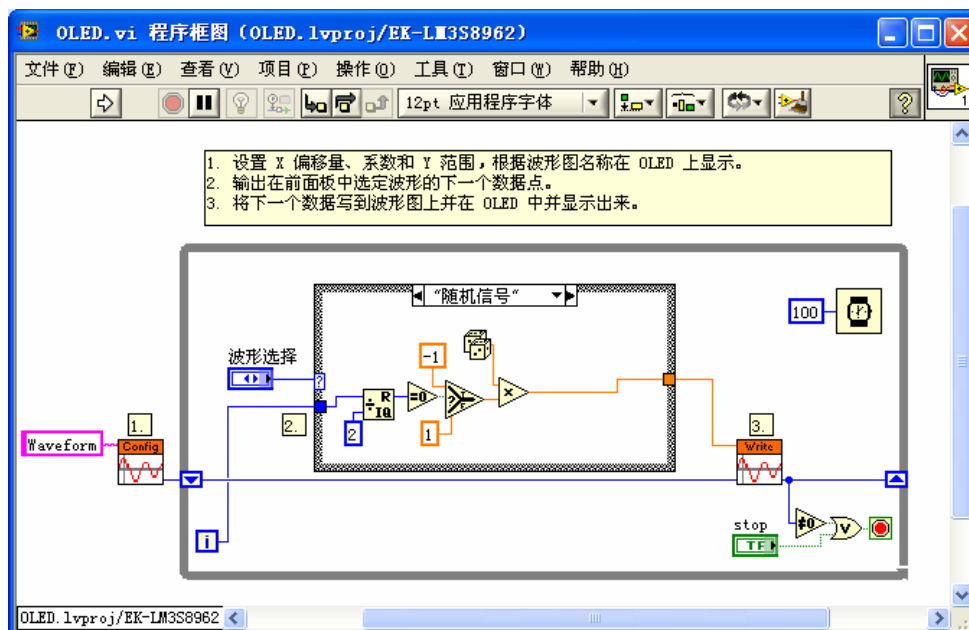 OLED.vi 程序框图 (OLED.lvproj/EK-LM3S8962)
文件(F) 编辑(E) 查看(V) 项目(P) 操作(O) 工具(T) 窗口(W) 帮助(H)
12pt 应用程序字体
1
1. 设置 X 偏移量、系数和 Y 范围，根据波形图名称在 OLED 上显示。
2. 输出在前面板中选定波形的下一个数据点。
3. 将下一个数据写到波形图上并在 OLED 中并显示出来。
"随机信号"
100
波形选择
-1
?
R
IQ
=0
?
T
F
×
2
1
2.
1.
Config
Waveform
3.
Write
i
stop
TF
≠0
V
OLED.lvproj/EK-LM3S8962